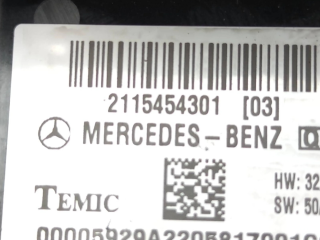 2115454301 [03]
MERCEDES-BENZ
HW: 32
TEMIC
SW: 50